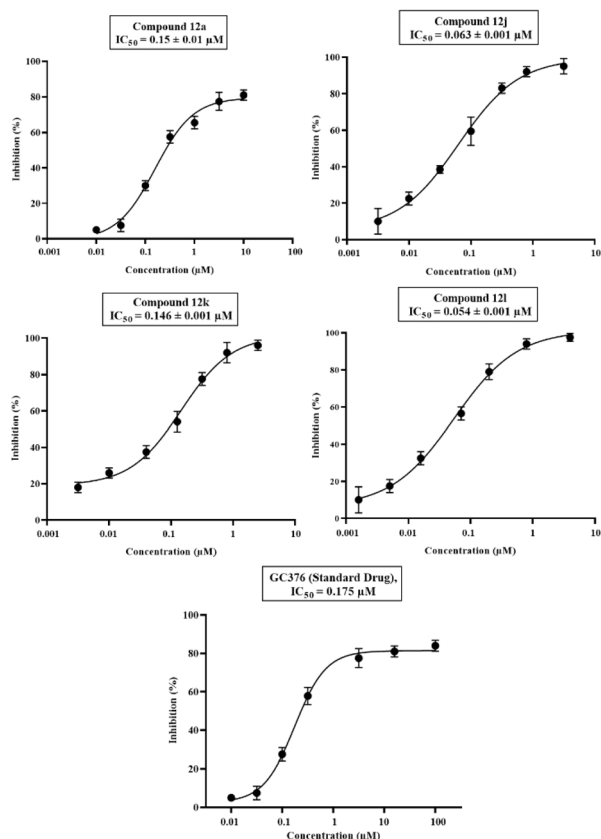 Compound 12a
IC50 = 0.15 ± 0.01 µM
100
80
60
40
20
0
Inhibition (%)
0.001
0.01
0.1
1
10
100
Concentration (µM)
Compound 12j
IC50 = 0.063 ± 0.001 µM
100
80
60
40
20
0
Inhibition (%)
0.001
0.01
0.1
1
10
Concentration (µM)
Compound 12k
IC50 = 0.146 ± 0.001 µM
100
80
60
40
20
0
Inhibition (%)
0.001
0.01
0.1
1
10
Concentration (µM)
Compound 12l
IC50 = 0.054 ± 0.001 µM
100
80
60
40
20
0
Inhibition (%)
0.001
0.01
0.1
1
10
Concentration (µM)
GC376 (Standard Drug),
IC50 = 0.175 µM
100
80
60
40
20
0
Inhibition (%)
0.01
0.1
1
10
100
Concentration (µM)